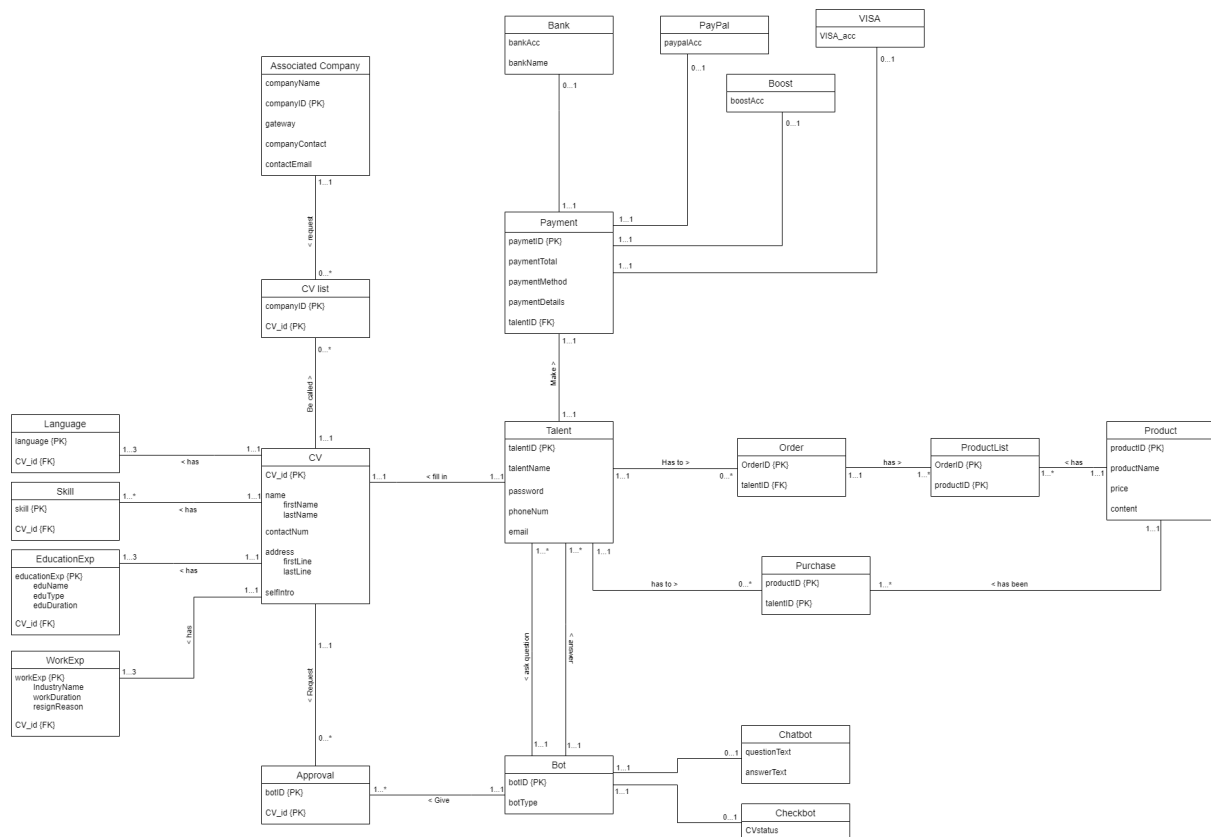 Bank
bankAcc
bankName
0...1
PayPal
paypalAcc
0...1
VISA
VISA_acc
0...1
Boost
boostAcc
0...1
Associated Company
companyName
companyID {PK}
gateway
companyContact
contactEmail
1...1
< request
0...*
CV list
companyID {PK}
CV_id {PK}
0...*
Be called >
1...1
1...1
Payment
paymetID {PK}
paymentTotal
paymentMethod
paymentDetails
talentID {FK}
1...1
1...1
1...1
1...1
Make >
1...1
Language
language {PK}
CV_id {FK}
1...3
1...1
< has
Skill
skill {PK}
CV_id {FK}
1...*
1...1
< has
EducationExp
educationExp {PK}
eduName
eduType
eduDuration
CV_id {FK}
1...3
1...1
< has
WorkExp
workExp {PK}
IndustryName
workDuration
resignReason
CV_id {FK}
1...3
1...1
< has
CV
CV_id {PK}
name
firstName
lastName
contactNum
address
firstLine
lastLine
selfIntro
1...1
1...1
< fill in
1...1
< Request
0...*
Talent
talentID {PK}
talentName
password
phoneNum
email
1...1
Has to >
0...*
Order
OrderID {PK}
talentID {FK}
1...1
has >
1...*
ProductList
OrderID {PK}
productID {PK}
1...*
< has
1...1
Product
productID {PK}
productName
price
content
1...1
1...*
1...*
1...1
has to >
0...*
Purchase
productID {PK}
talentID {PK}
1...*
< has been
< ask question
< answer
1...1
1...1
Approval
botID {PK}
CV_id {PK}
1...*
< Give
1...1
Bot
botID {PK}
botType
1...1
1...1
0...1
Chatbot
questionText
answerText
0...1
Checkbot
CVstatus